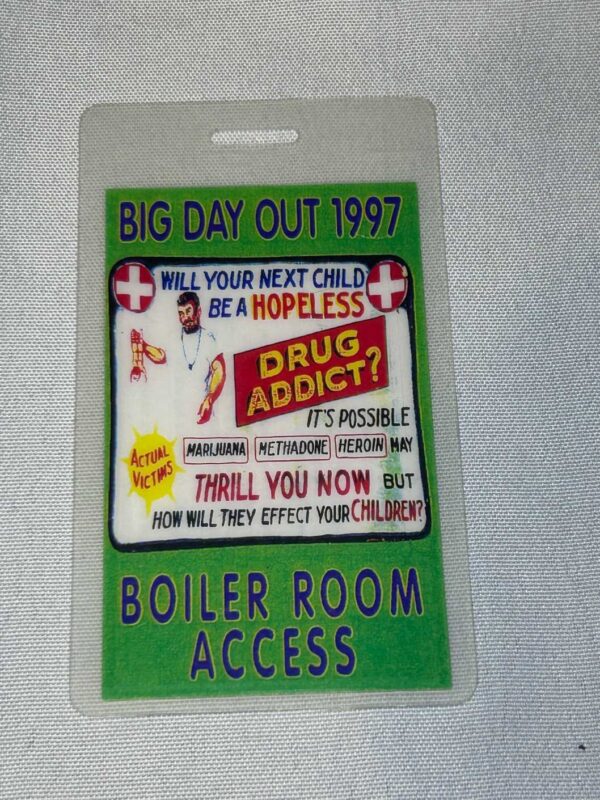 BIG DAY OUT 1997
WILL YOUR NEXT CHILD
BE A HOPELESS
DRUG
ADDICT?
IT'S POSSIBLE
MARIJUANA METHADONE HEROIN MAY
ACTUAL
VICTIMS
THRILL YOU NOW BUT
HOW WILL THEY EFFECT YOUR CHILDREN?
BOILER ROOM
ACCESS